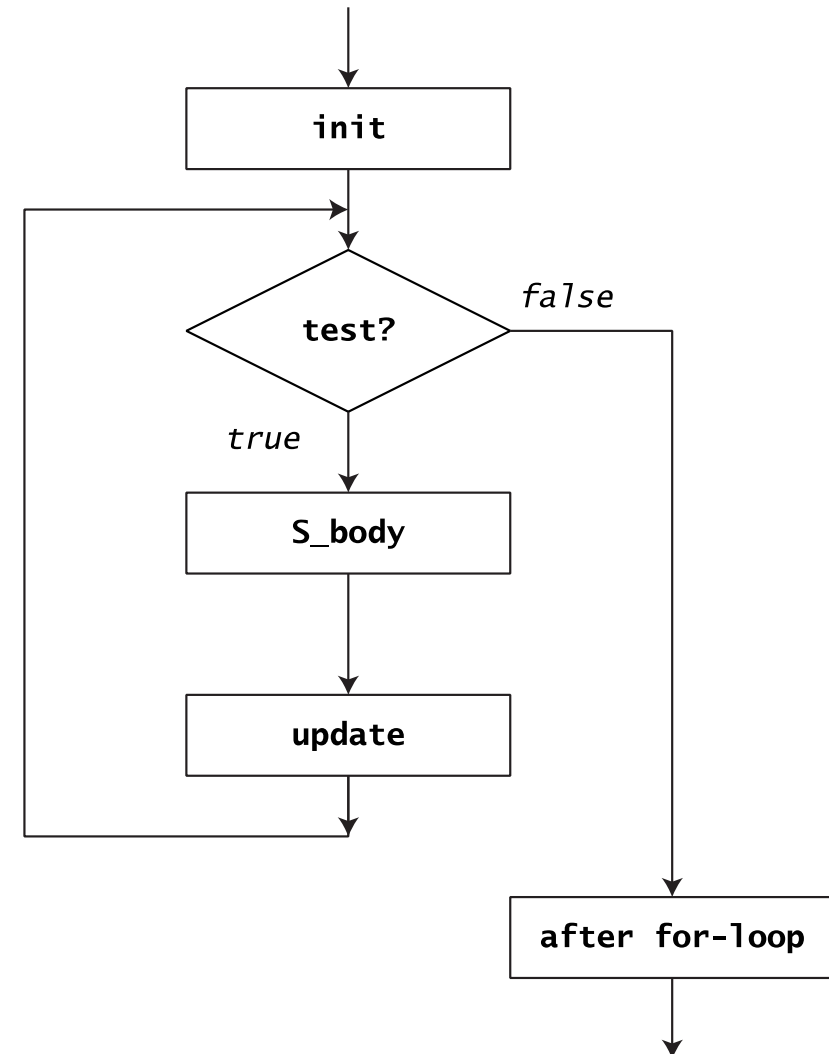 init
test?
false
true
S_body
update
after for-loop